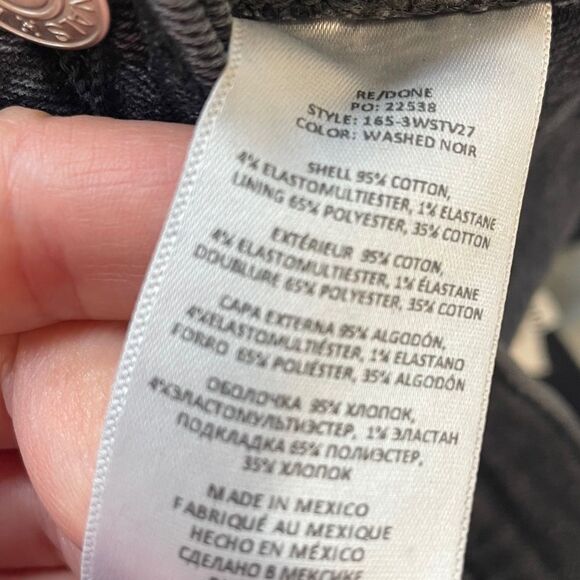 RE/DONE
PO: 22538
STYLE: 165-3WSTV27
COLOR: WASHED NOIR
SHELL 95% COTTON,
4% ELASTOMULTIESTER, 1% ELASTANE
LINING 65% POLYESTER, 35% COTTON
EXTÉRIEUR 95% COTON,
4% ELASTOMULTIESTER, 1% ÉLASTANE
DOUBLURE 65% POLYESTER, 35% COTON
CAPA EXTERNA 95% ALGODÓN,
4%ELASTOMULTIÉSTER, 1% ELASTANO
FORRO 65% POLIÉSTER, 35% ALGODÓN
ОБОЛОЧКА 95% ХЛОПОК,
4%ЭЛАСТОМУЛЬТИЭСТЕР, 1% ЭЛАСТАН
ПОДКЛАДКА 65% ПОЛИЭСТЕР,
35% ХЛОПОК
MADE IN MEXICO
FABRIQUÉ AU MEXIQUE
HECHO EN MÉXICO
СДЕЛАНО В МЕКСИКЕ